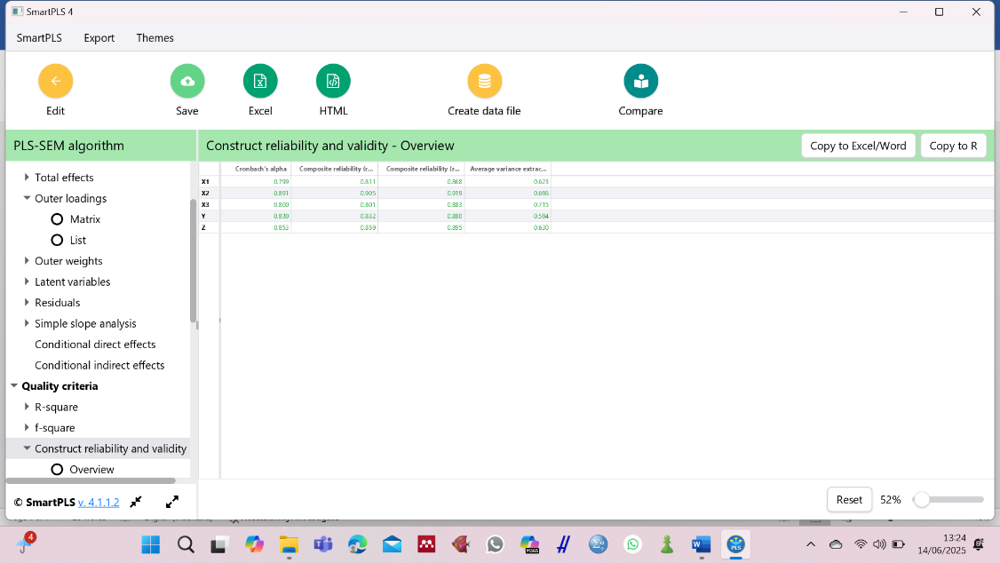 SmartPLS 4
SmartPLS Export Themes
Edit Save Excel HTML Create data file Compare
PLS-SEM algorithm
Construct reliability and validity - Overview
Copy to Excel/Word Copy to R
Total effects
Outer loadings
Matrix
List
Outer weights
Latent variables
Residuals
Simple slope analysis
Conditional direct effects
Conditional indirect effects
Quality criteria
R-square
f-square
Construct reliability and validity
Overview
Cronbach's alpha Composite reliability (r... Composite reliability (r... Average variance extrac...
X1 0.799 0.811 0.868 0.623
X2 0.891 0.905 0.919 0.696
X3 0.800 0.801 0.883 0.715
Y 0.830 0.832 0.880 0.594
Z 0.853 0.859 0.895 0.630
© SmartPLS v. 4.1.1.2
Reset 52%
4
M365
PLS
13:24
14/06/2025